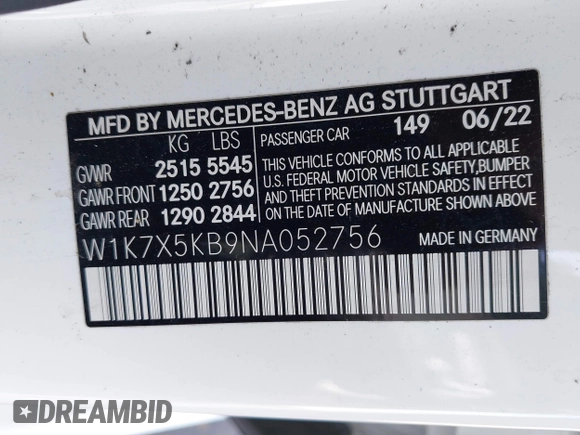 MFD BY MERCEDES-BENZ AG STUTTGART
KG LBS PASSENGER CAR 149 06/22
GVWR 2515 5545
GAWR FRONT 1250 2756
GAWR REAR 1290 2844
THIS VEHICLE CONFORMS TO ALL APPLICABLE
U.S. FEDERAL MOTOR VEHICLE SAFETY,BUMPER
AND THEFT PREVENTION STANDARDS IN EFFECT
ON THE DATE OF MANUFACTURE SHOWN ABOVE.
W1K7X5KB9NA052756 MADE IN GERMANY
DREAMBID